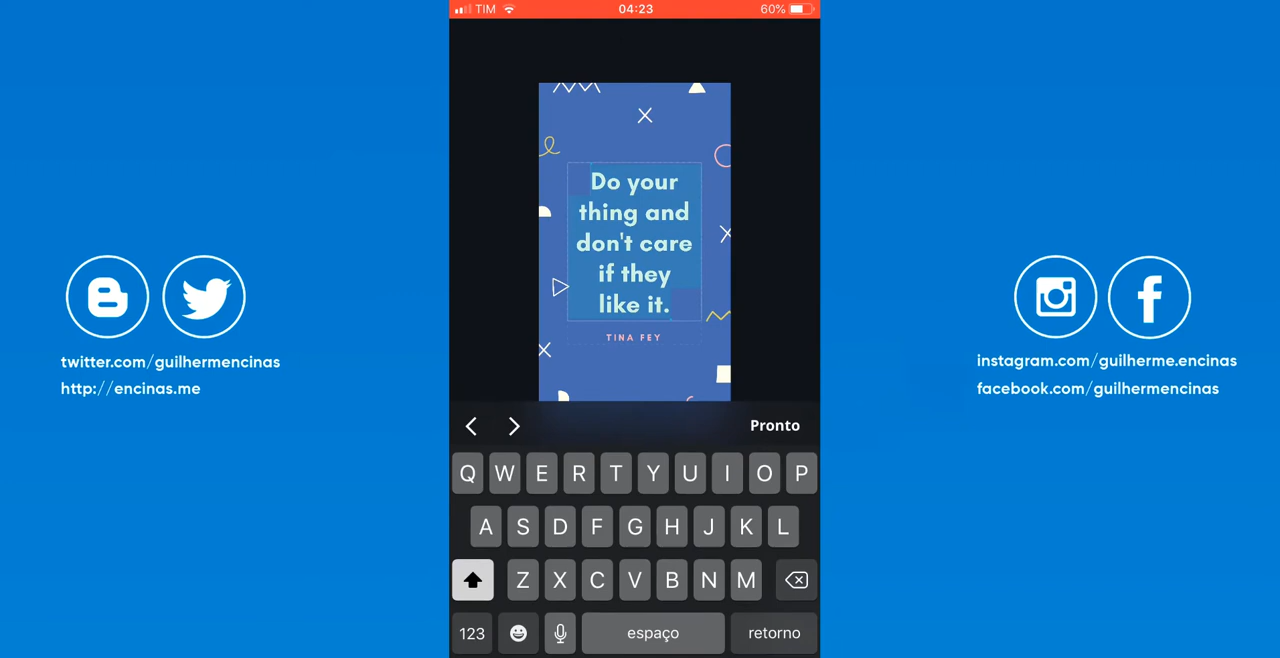 TIM
04:23
60%
Do your
thing and
don't care
if they
like it.
TINA FEY
twitter.com/guilhermencinas
http://encinas.me
instagram.com/guilherme.encinas
facebook.com/guilhermencinas
Pronto
Q W E R T Y U I O P
A S D F G H J K L
Z X C V B N M
123 espaço retorno